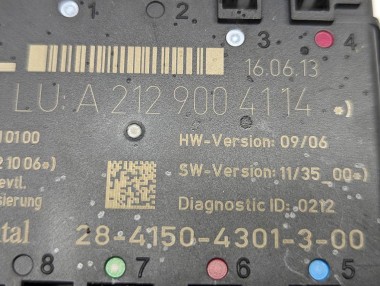 1 2
3 4
16.06.13
LU: A 212 900 41 14 *)
10100 HW-Version: 09/06
21 06*) SW-Version: 11/35 00*)
evtl. 
sierung Diagnostic ID: .0212
tal 28-4150-4301-3-00
8 7 6 5